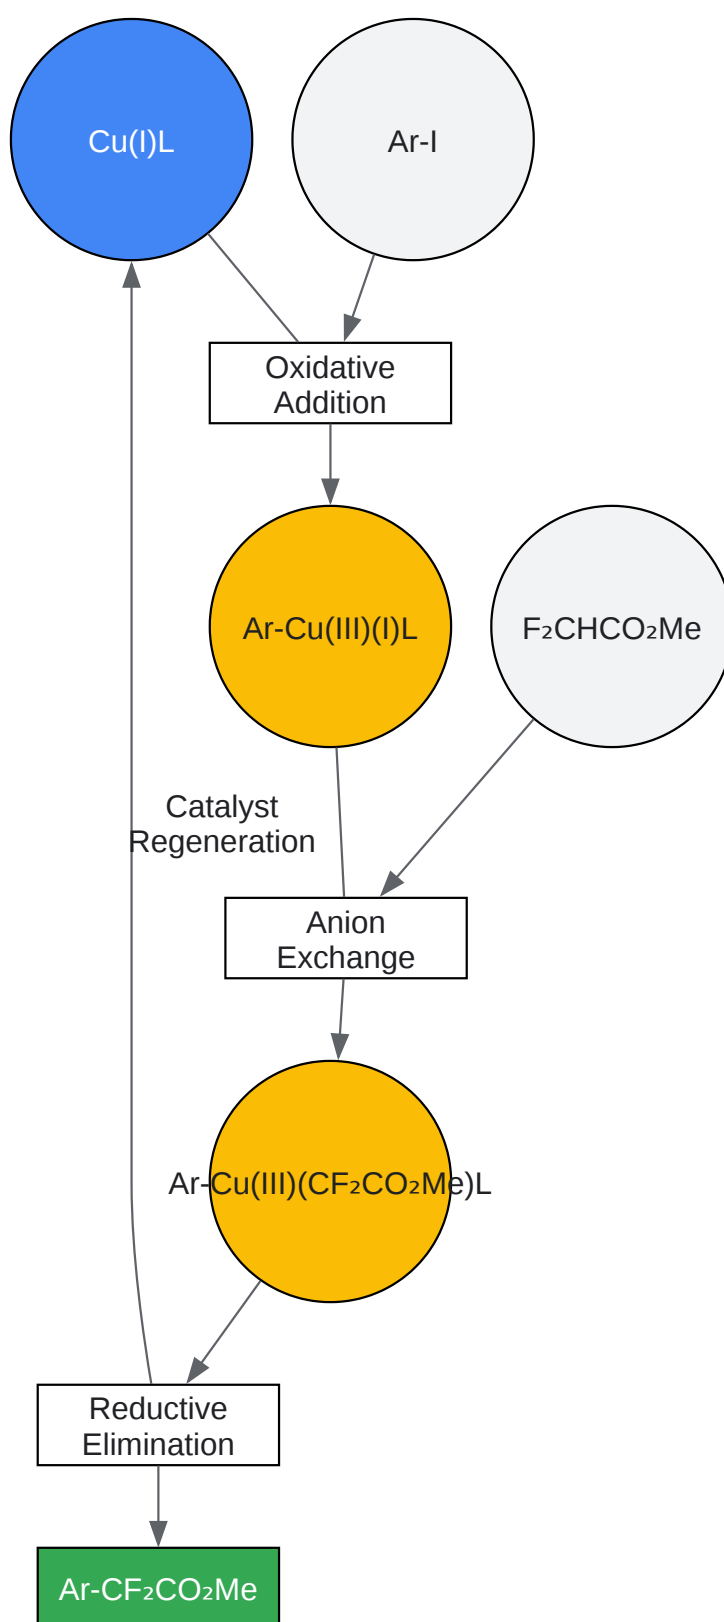 Cu(I)L
Ar-I
Oxidative
Addition
Ar-Cu(III)(I)L
F₂CHCO₂Me
Catalyst
Regeneration
Anion
Exchange
Ar-Cu(III)(CF₂CO₂Me)L
Reductive
Elimination
Ar-CF₂CO₂Me